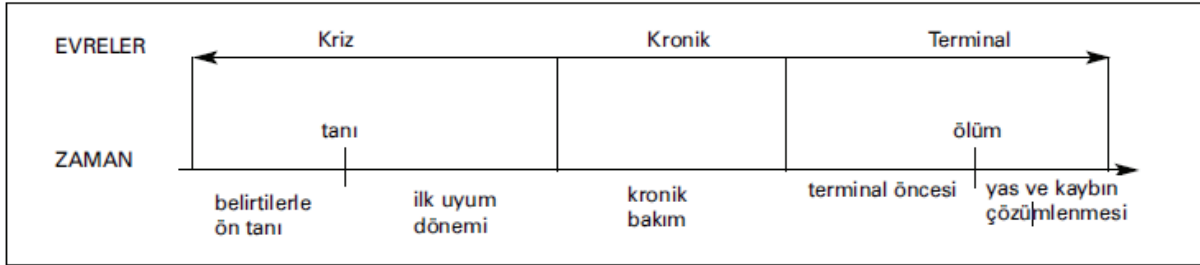 EVRELER Kriz Kronik Terminal
tanı ölüm
ZAMAN
belirtilerle ön tanı
ilk uyum dönemi
kronik bakım
terminal öncesi
yas ve kaybın çözümlenmesi